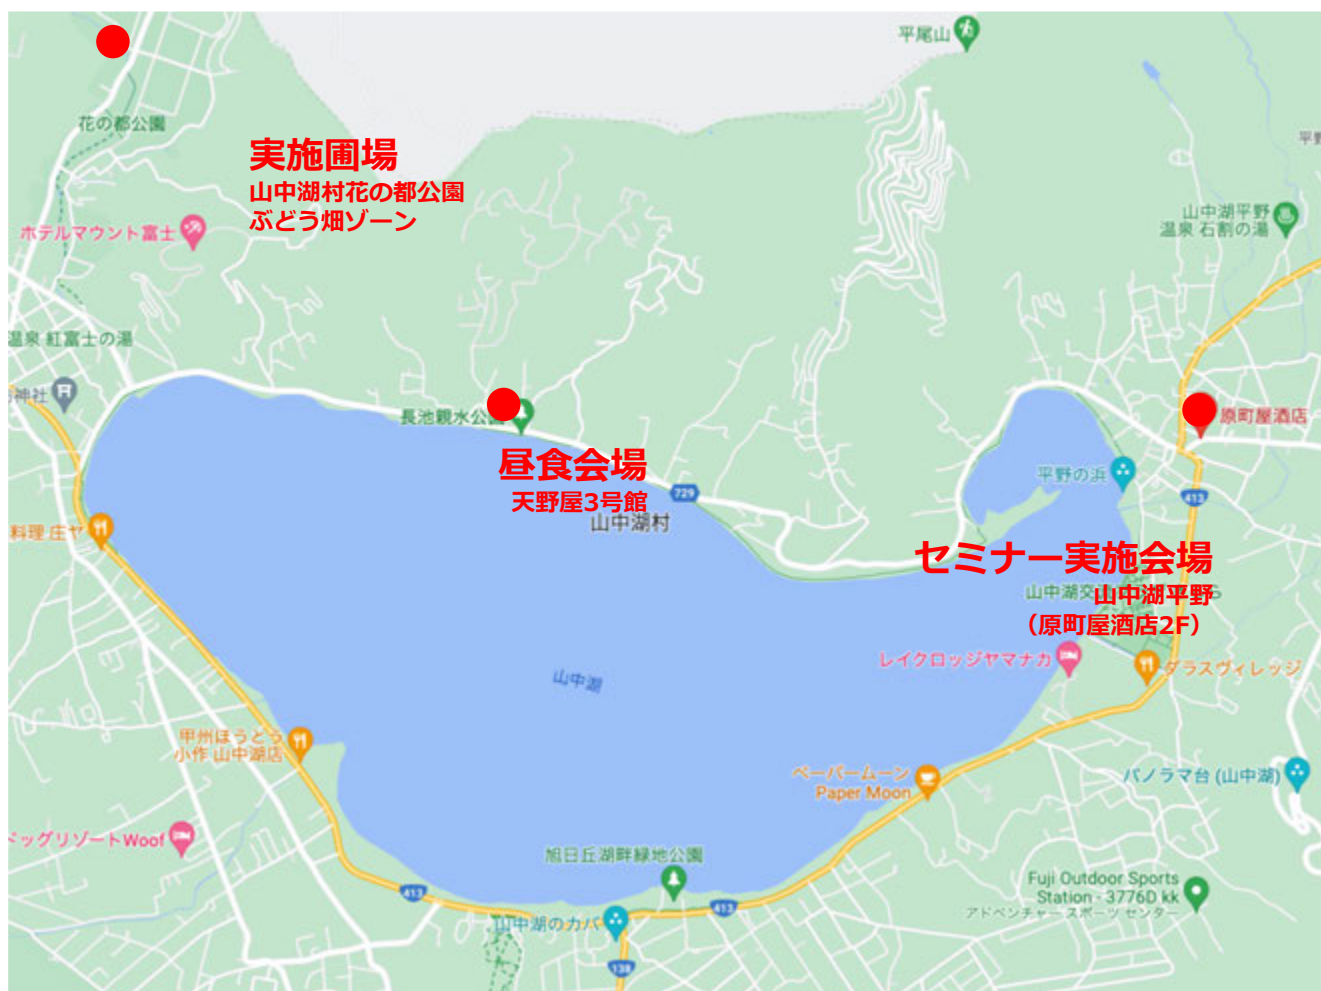 平尾山
花の都公園
実施圃場
山中湖村花の都公園
ぶどう畑ゾーン
ホテルマウント富士
山中湖平野
温泉 石割の湯
温泉 紅富士の湯
神社
長池親水公
原町屋酒店
昼食会場
天野屋3号館
729
山中湖村
平野の浜
413
料理 庄ヤ
セミナー実施会場
山中湖平野
（原町屋酒店2F）
山中湖交
ら
レイクロッジヤマナカ
ダラスヴィレッジ
山中湖
甲州ほうとう
小作 山中湖店
ペーパームーン
Paper Moon
パノラマ台 (山中湖)
ドッグリゾートWoof
旭日丘湖畔緑地公園
Fuji Outdoor Sports
Station - 3776D kk
アドベンチャー スポーツ センター
413
413
山中湖のカバ
138